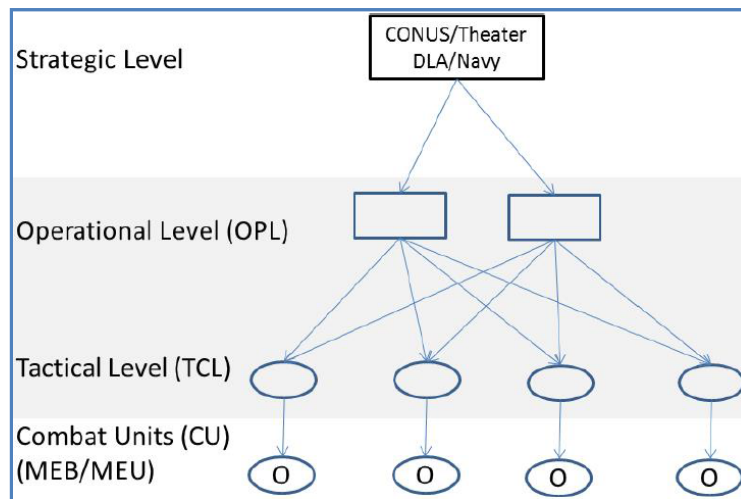 CONUS/Theater
DLA/Navy
Strategic Level
Operational Level (OPL)
Tactical Level (TCL)
Combat Units (CU)
(MEB/MEU)
O O O O